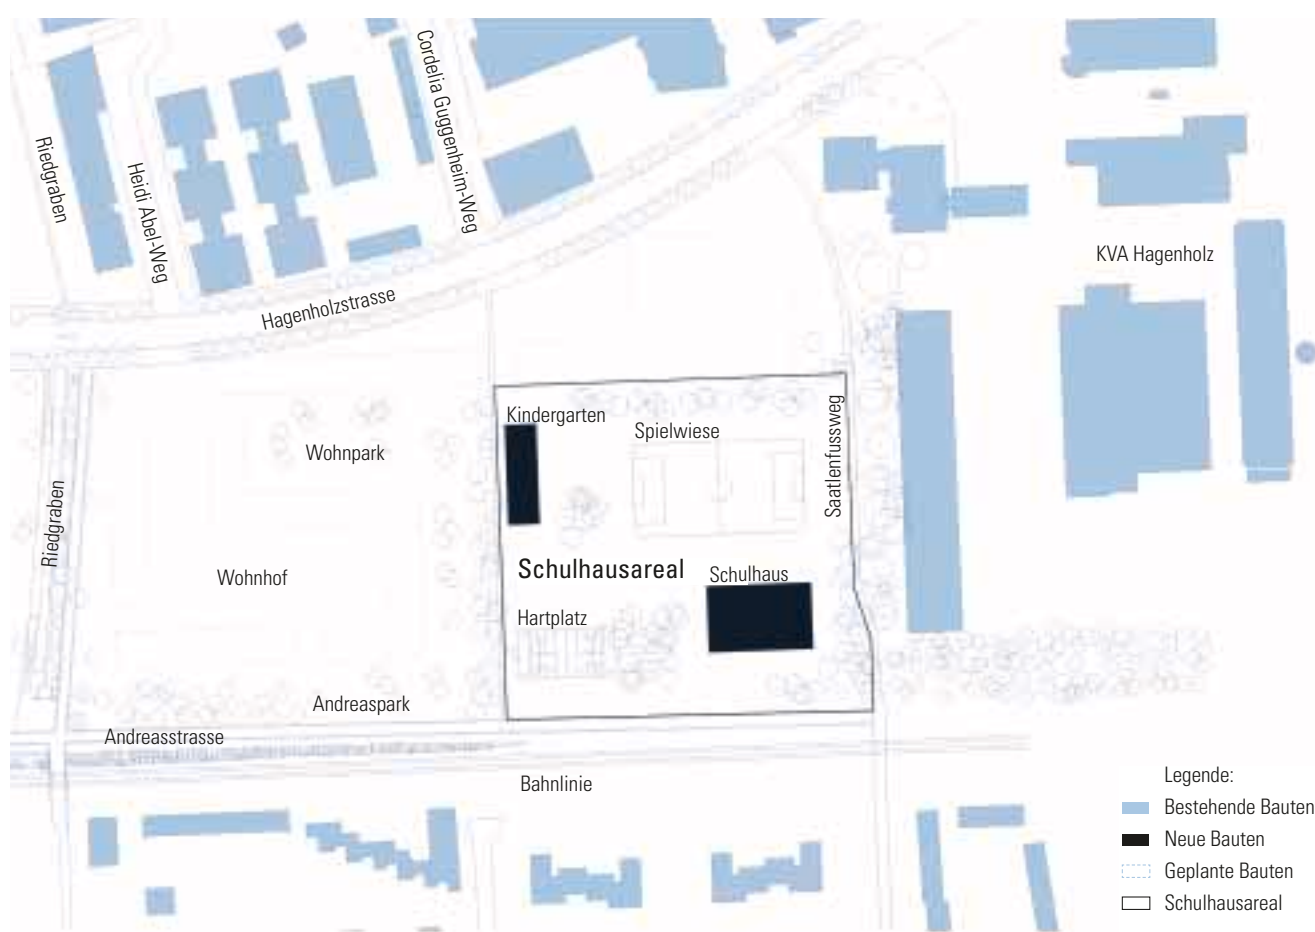 Cordelia Guggenheim-Weg
Riedgraben
Heidi Abel-Weg
KVA Hagenholz
Hagenholzstrasse
Kindergarten
Spielwiese
Saatlenfussweg
Wohnpark
Riedgraben
Schulhausareal
Schulhaus
Wohnhof
Hartplatz
Andreaspark
Andreasstrasse
Bahnlinie
Legende:
Bestehende Bauten
Neue Bauten
Geplante Bauten
Schulhausareal